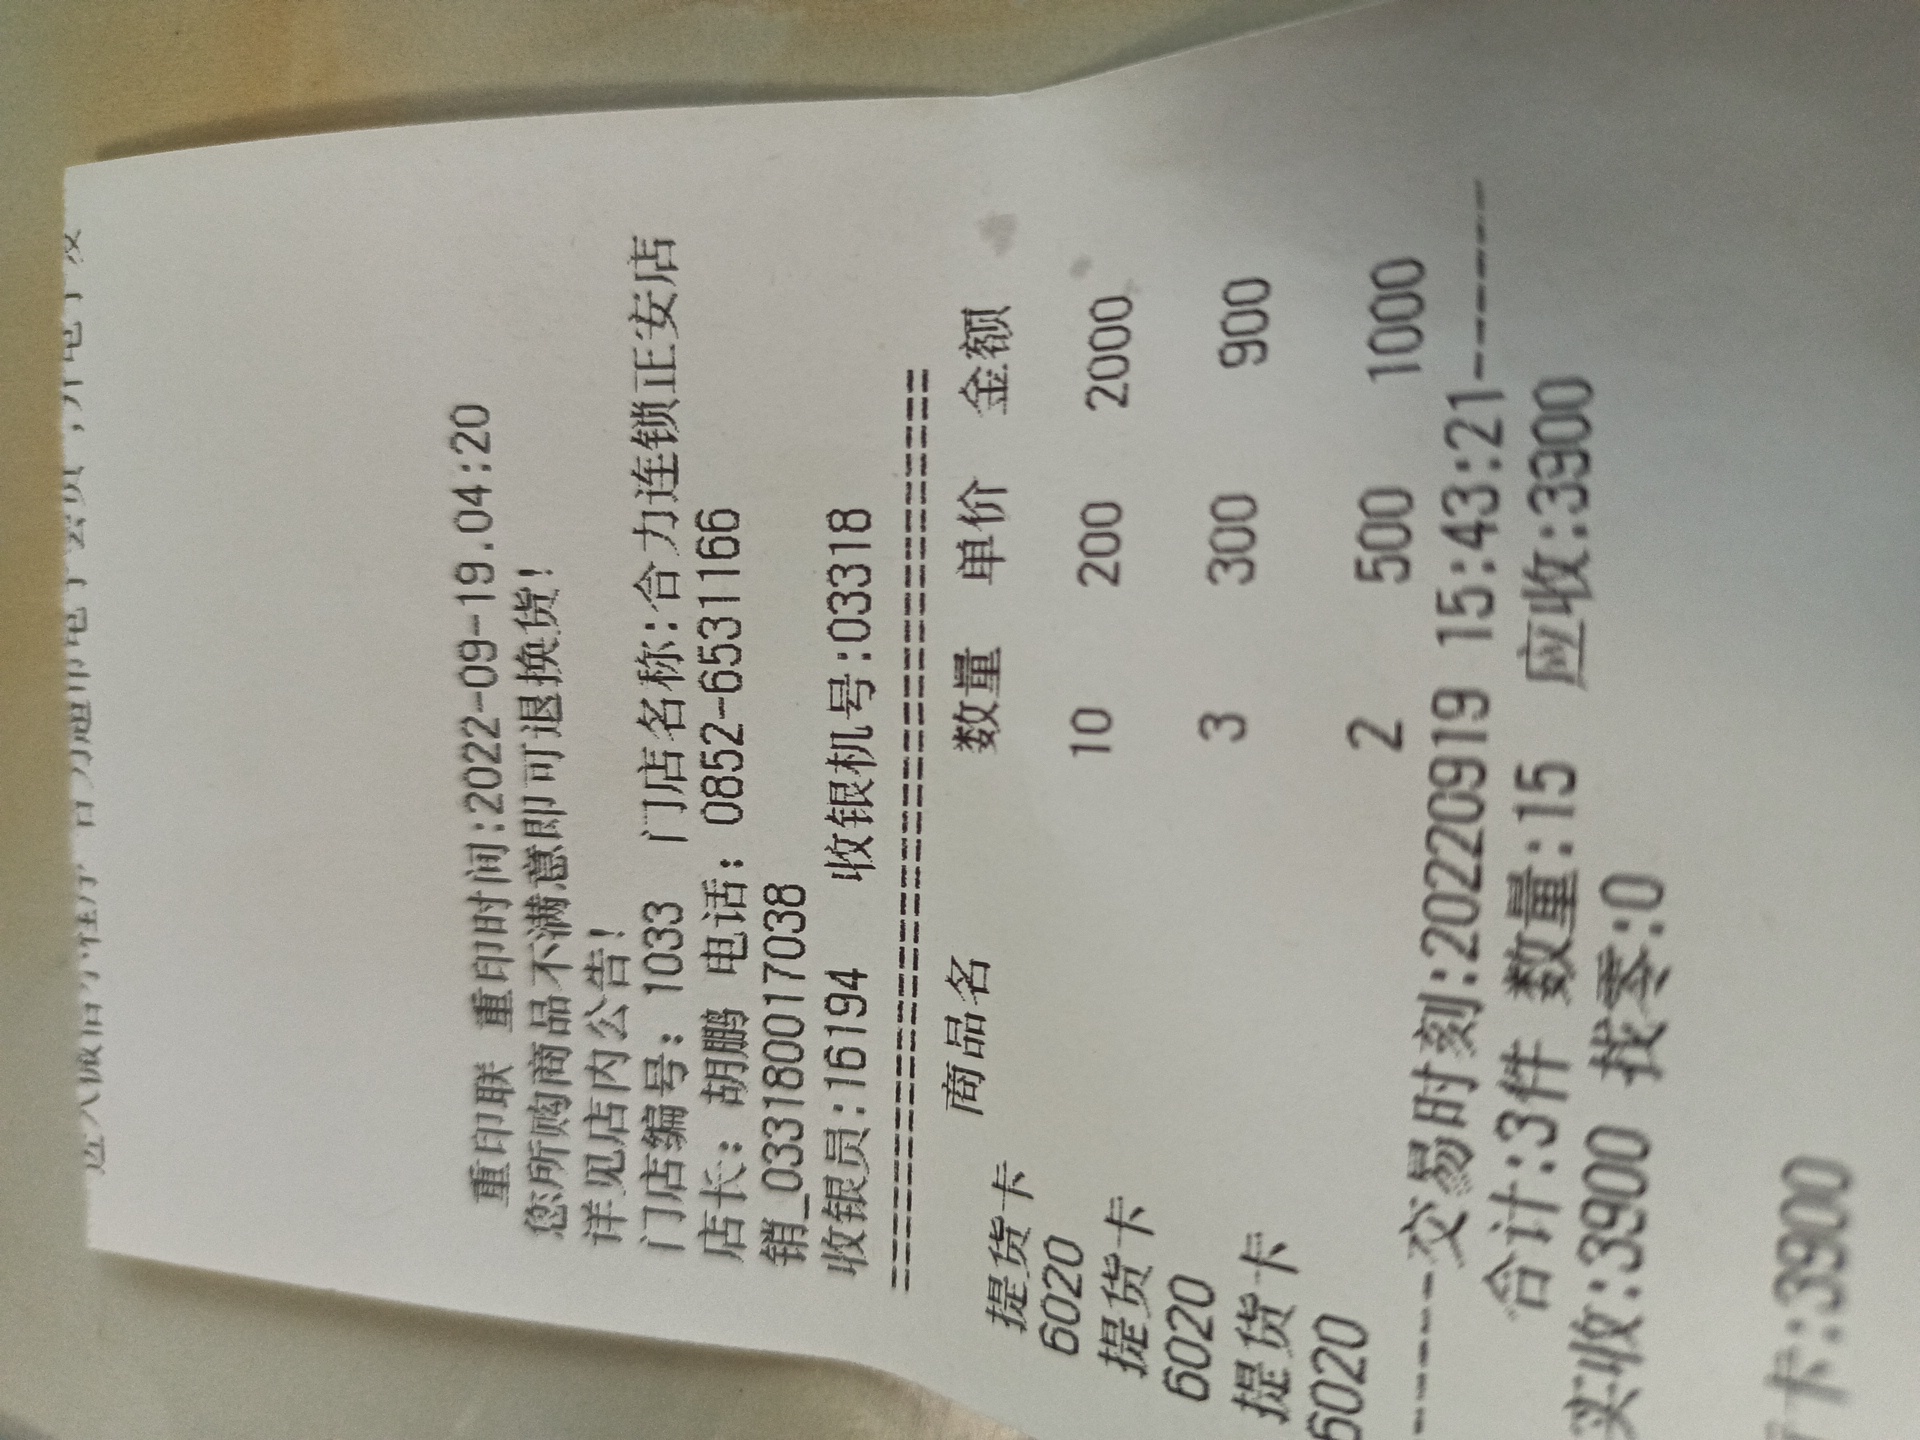 重印联 重印时间:2022-09-19.04:20
您所购商品不满意即可退换货!
详见店内公告!
门店编号: 1033 门店名称:合力连锁正安店
店长: 胡鹏 电话: 0852-6531166
销_0331800017038
收银员:16194 收银机号:03318
==================================================
商品名 数量 单价 金额
提货卡
6020 10 200 2000
提货卡
6020 3 300 900
提货卡
6020 2 500 1000
------交易时刻:20220919 15:43:21------
合计:3件 数量:15 应收:3900
实收:3900 找零:0
卡:3900